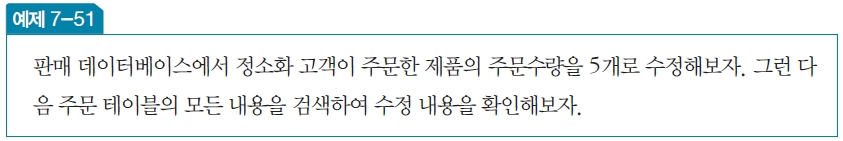 예제 7-51
판매 데이터베이스에서 정소화 고객이 주문한 제품의 주문수량을 5개로 수정해보자. 그런 다
음 주문 테이블의 모든 내용을 검색하여 수정 내용을 확인해보자.